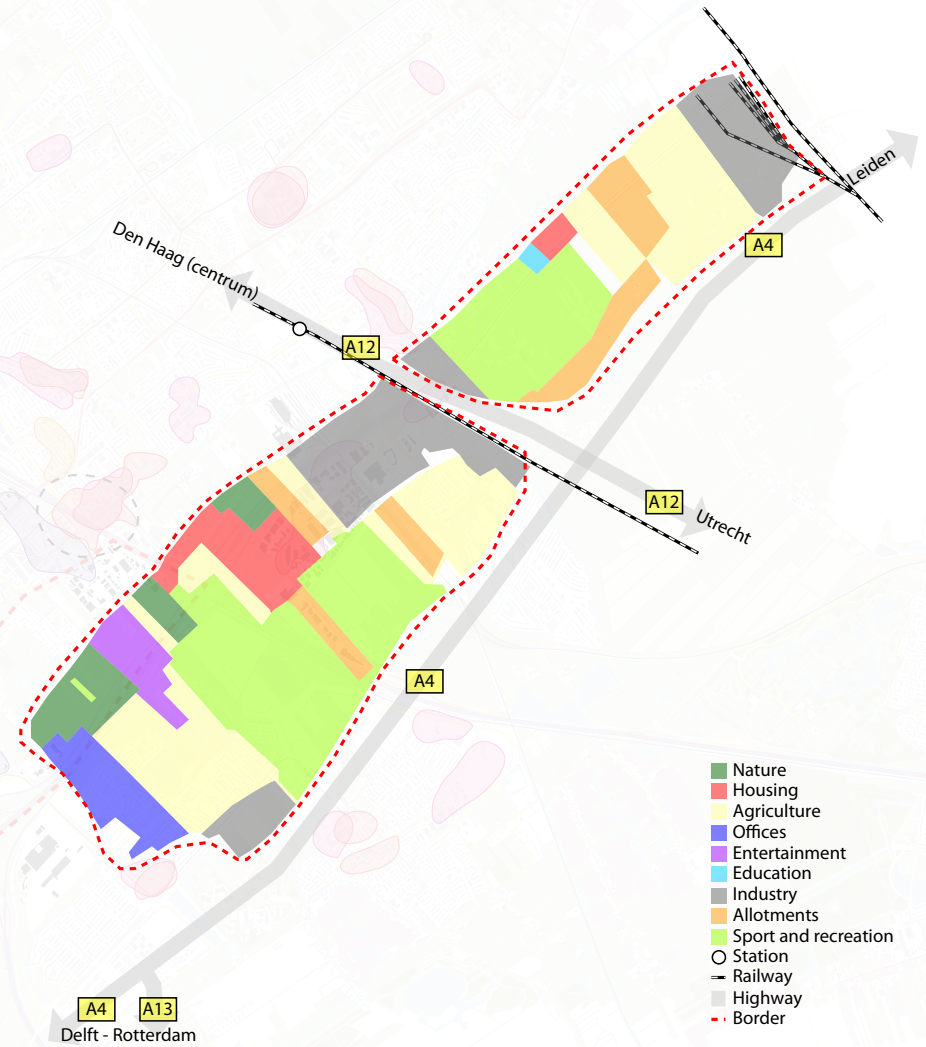 Leiden
A4
Den Haag (centrum)
A12
A12
Utrecht
A4
Nature
Housing
Agriculture
Offices
Entertainment
Education
Industry
Allotments
Sport and recreation
Station
Railway
Highway
Border
A4 A13
Delft - Rotterdam